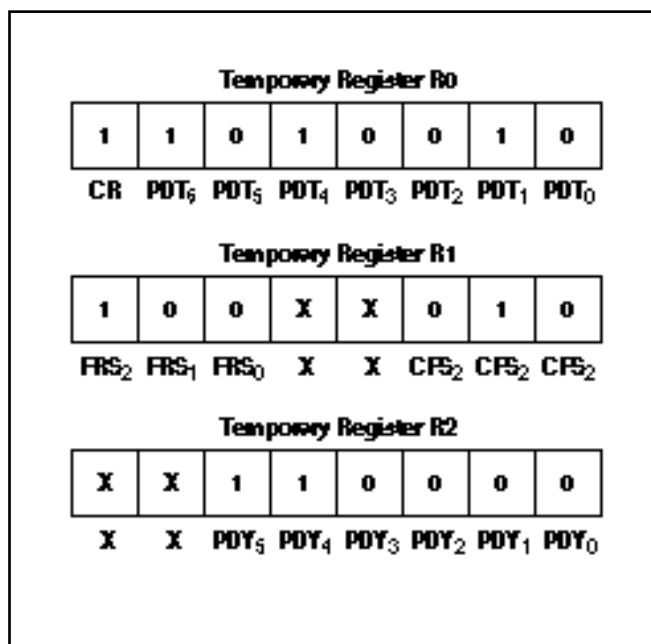 Temporary Register R0
1 1 0 1 0 0 1 0
CR PDT₆ PDT₅ PDT₄ PDT₃ PDT₂ PDT₁ PDT₀
Temporary Register R1
1 0 0 X X 0 1 0
FRS₂ FRS₁ FRS₀ X X CFS₂ CFS₂ CFS₂
Temporary Register R2
X X 1 1 0 0 0 0
X X PDY₅ PDY₄ PDY₃ PDY₂ PDY₁ PDY₀